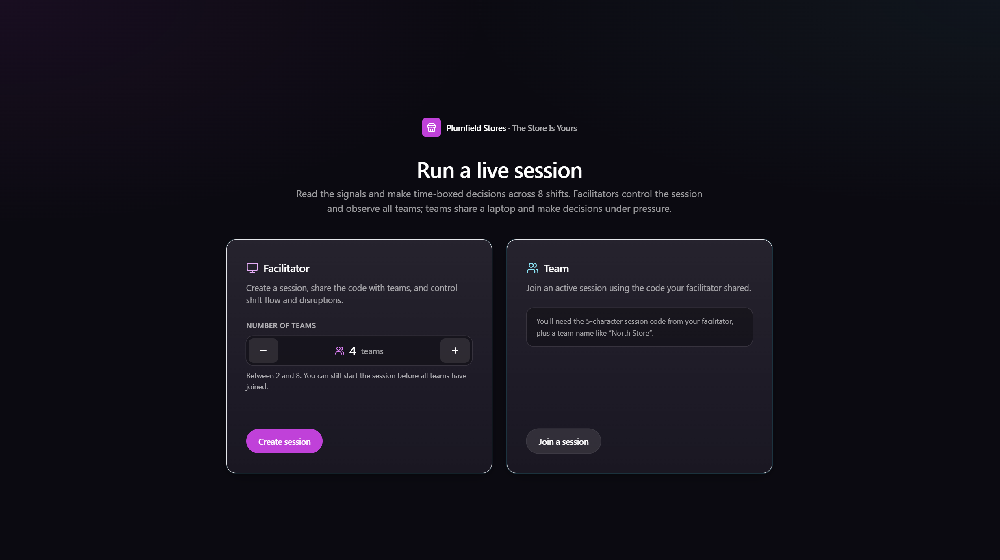 Plumfield Stores · The Store Is Yours
Run a live session
Read the signals and make time-boxed decisions across 8 shifts. Facilitators control the session
and observe all teams; teams share a laptop and make decisions under pressure.
Facilitator
Create a session, share the code with teams, and control
shift flow and disruptions.
NUMBER OF TEAMS
− 4 teams +
Between 2 and 8. You can still start the session before all teams have
joined.
Create session
Team
Join an active session using the code your facilitator shared.
You'll need the 5-character session code from your facilitator,
plus a team name like “North Store”.
Join a session